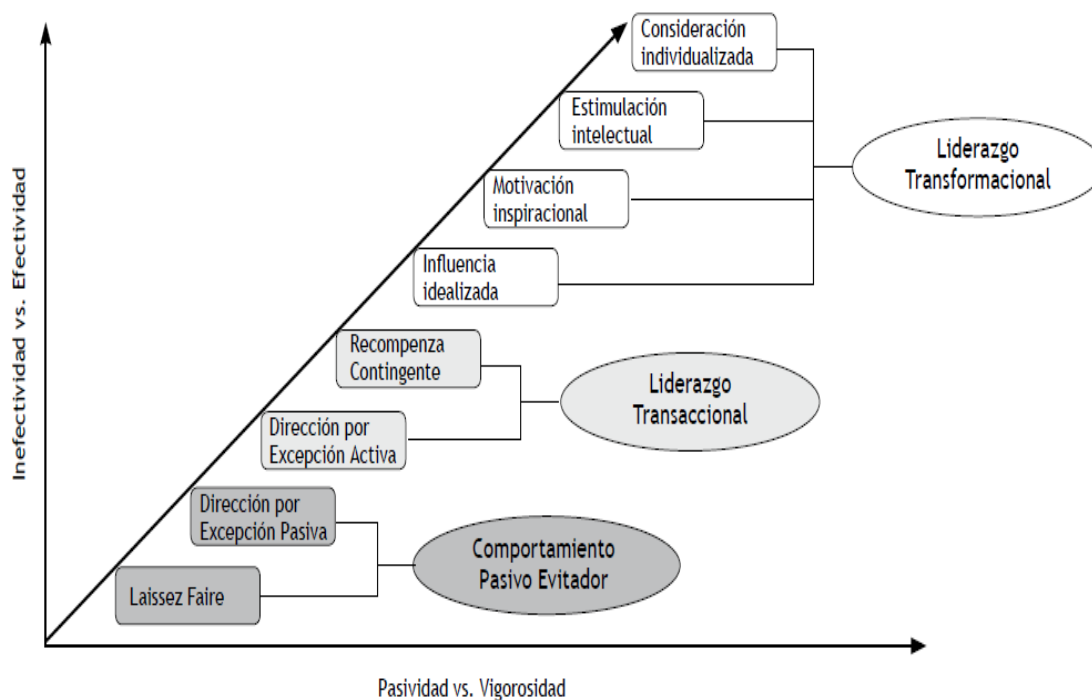 Consideración
individualizada
Estimulación
intelectual
Liderazgo
Transformacional
Motivación
inspiracional
Influencia
idealizada
Recompenza
Contingente
Liderazgo
Transaccional
Dirección por
Excepción Activa
Dirección por
Excepción Pasiva
Comportamiento
Pasivo Evitador
Laissez Faire
Inefectividad vs. Efectividad
Pasividad vs. Vigorosidad